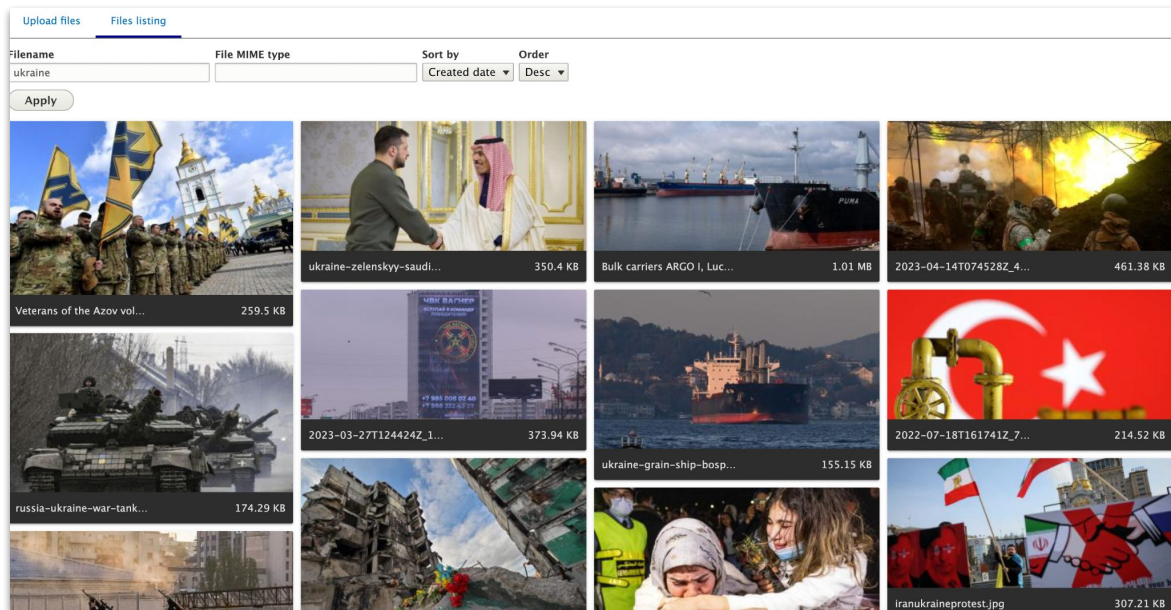 Upload files
Files listing
Filename
File MIME type
Sort by
Order
ukraine
Created date
Desc
Apply
PUMA
Veterans of the Azov vol...
259.5 KB
ukraine-zelenskyy-saudi...
350.4 KB
Bulk carriers ARGO I, Luc...
1.01 MB
2023-04-14T074528Z_4...
461.38 KB
ЧВК ВАГНЕР
russia-ukraine-war-tank...
174.29 KB
2023-03-27T124424Z_1...
373.94 KB
ukraine-grain-ship-bosp...
155.15 KB
2022-07-18T161741Z_7...
214.52 KB
iranukraineprotest.jpg
307.21 KB